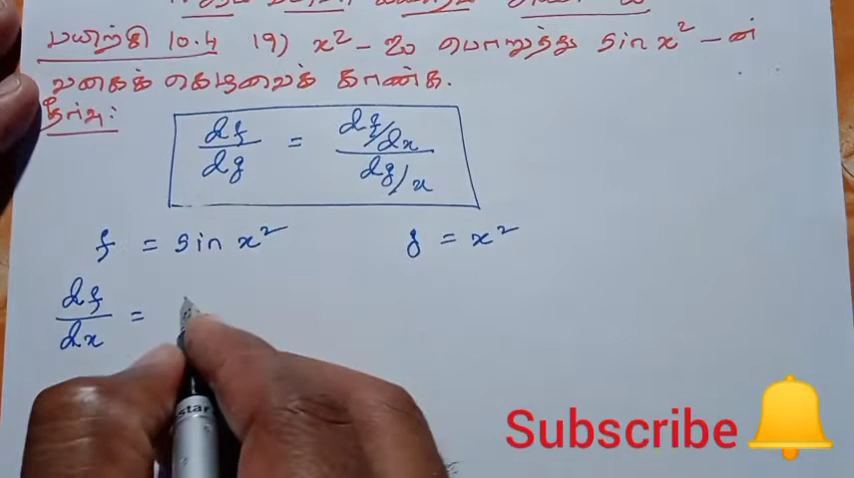 பயிற்சி 10.4 19) x² - ஐ பொறுத்து sin x² - ன்
வகைக் கெழுவைக் காண்க.
தீர்வு:
df/dg = (df/dx)/(dg/x)
f = sin x² g = x²
df/dx =
Subscribe